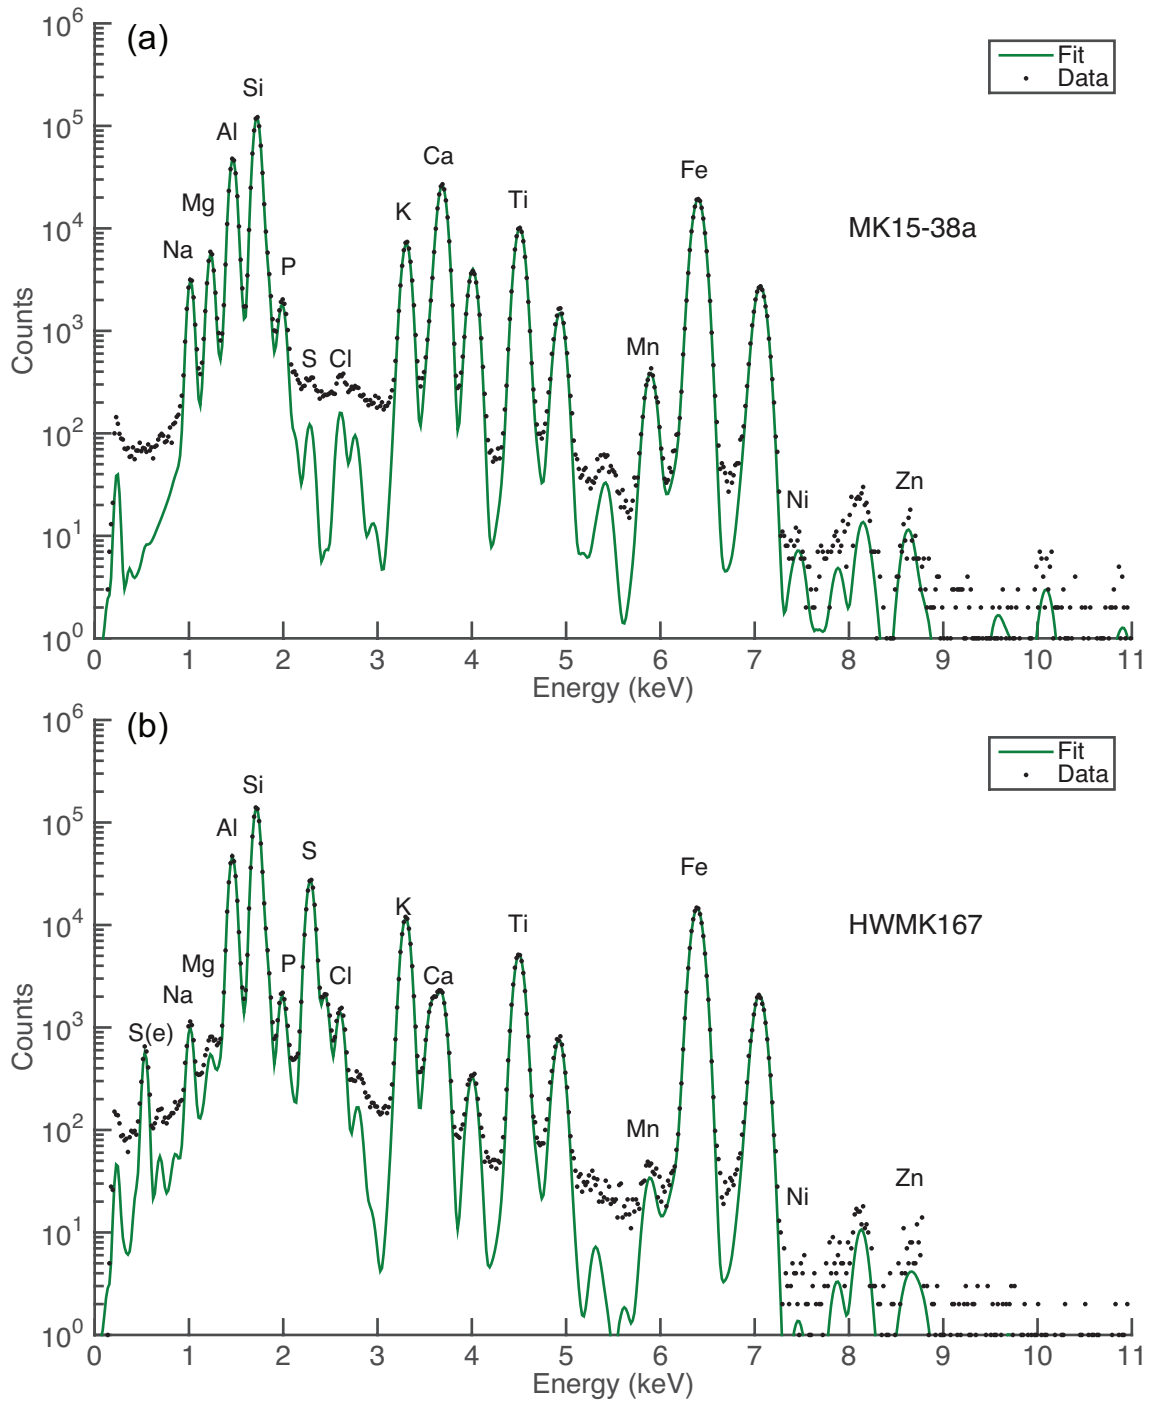 (a)
10^6
10^5
10^4
10^3
10^2
10^1
10^0
Counts
Fit
Data
Si
Al
Mg
Na
P
S
Cl
K
Ca
Ti
Mn
Fe
Ni
Zn
MK15-38a
0 1 2 3 4 5 6 7 8 9 10 11
Energy (keV)
(b)
10^6
10^5
10^4
10^3
10^2
10^1
10^0
Counts
Fit
Data
Si
Al
S
Mg
Na
S(e)
P
Cl
K
Ca
Ti
Mn
Fe
Ni
Zn
HWMK167
0 1 2 3 4 5 6 7 8 9 10 11
Energy (keV)